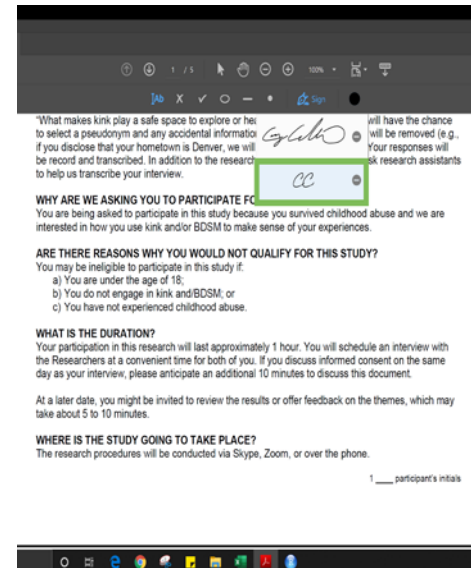 1 / 5 100%
IAb Sign
"What makes kink play a safe space to explore or hea will have the chance
to select a pseudonym and any accidental informatio will be removed (e.g.,
if you disclose that your hometown is Denver, we will Your responses will
be record and transcribed. In addition to the research sk research assistants
to help us transcribe your interview.
CC
WHY ARE WE ASKING YOU TO PARTICIPATE FO
You are being asked to participate in this study because you survived childhood abuse and we are
interested in how you use kink and/or BDSM to make sense of your experiences.
ARE THERE REASONS WHY YOU WOULD NOT QUALIFY FOR THIS STUDY?
You may be ineligible to participate in this study if:
a) You are under the age of 18;
b) You do not engage in kink and/BDSM; or
c) You have not experienced childhood abuse.
WHAT IS THE DURATION?
Your participation in this research will last approximately 1 hour. You will schedule an interview with
the Researchers at a convenient time for both of you. If you discuss informed consent on the same
day as your interview, please anticipate an additional 10 minutes to discuss this document.
At a later date, you might be invited to review the results or offer feedback on the themes, which may
take about 5 to 10 minutes.
WHERE IS THE STUDY GOING TO TAKE PLACE?
The research procedures will be conducted via Skype, Zoom, or over the phone.
1 ____ participant's initials